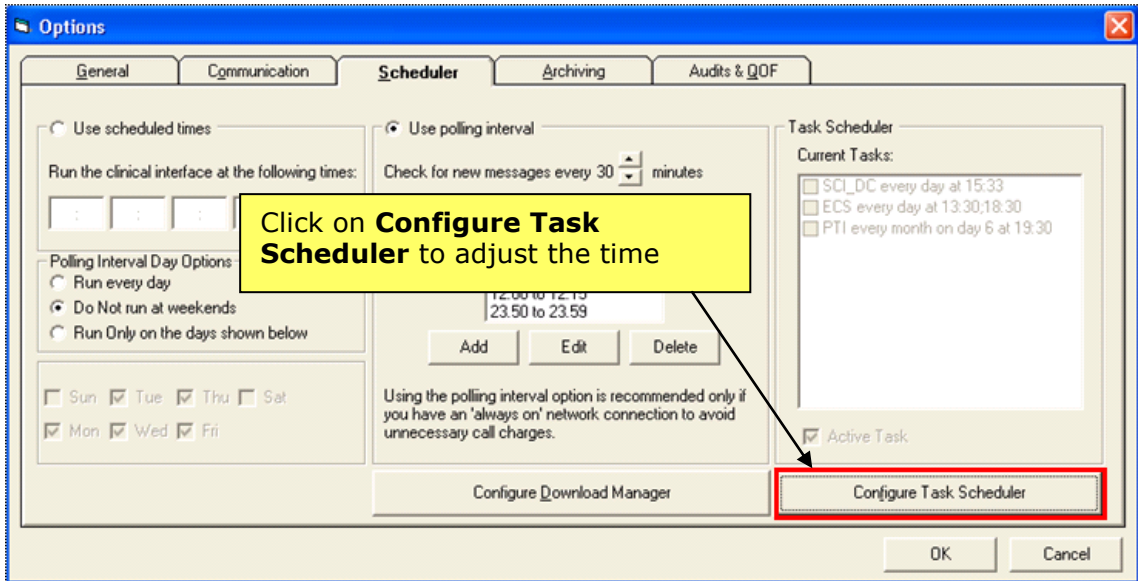 Options
General
Communication
Scheduler
Archiving
Audits & QOF
Use scheduled times
Run the clinical interface at the following times:
: : :
Polling Interval Day Options
Run every day
Do Not run at weekends
Run Only on the days shown below
Sun Tue Thu Sat
Mon Wed Fri
Use polling interval
Check for new messages every 30 minutes
Click on Configure Task
Scheduler to adjust the time
12.00 to 12.15
23.50 to 23.59
Add
Edit
Delete
Using the polling interval option is recommended only if
you have an 'always on' network connection to avoid
unnecessary call charges.
Configure Download Manager
Task Scheduler
Current Tasks:
SCI_DC every day at 15:33
ECS every day at 13:30;18:30
PTI every month on day 6 at 19:30
Active Task
Configure Task Scheduler
OK
Cancel